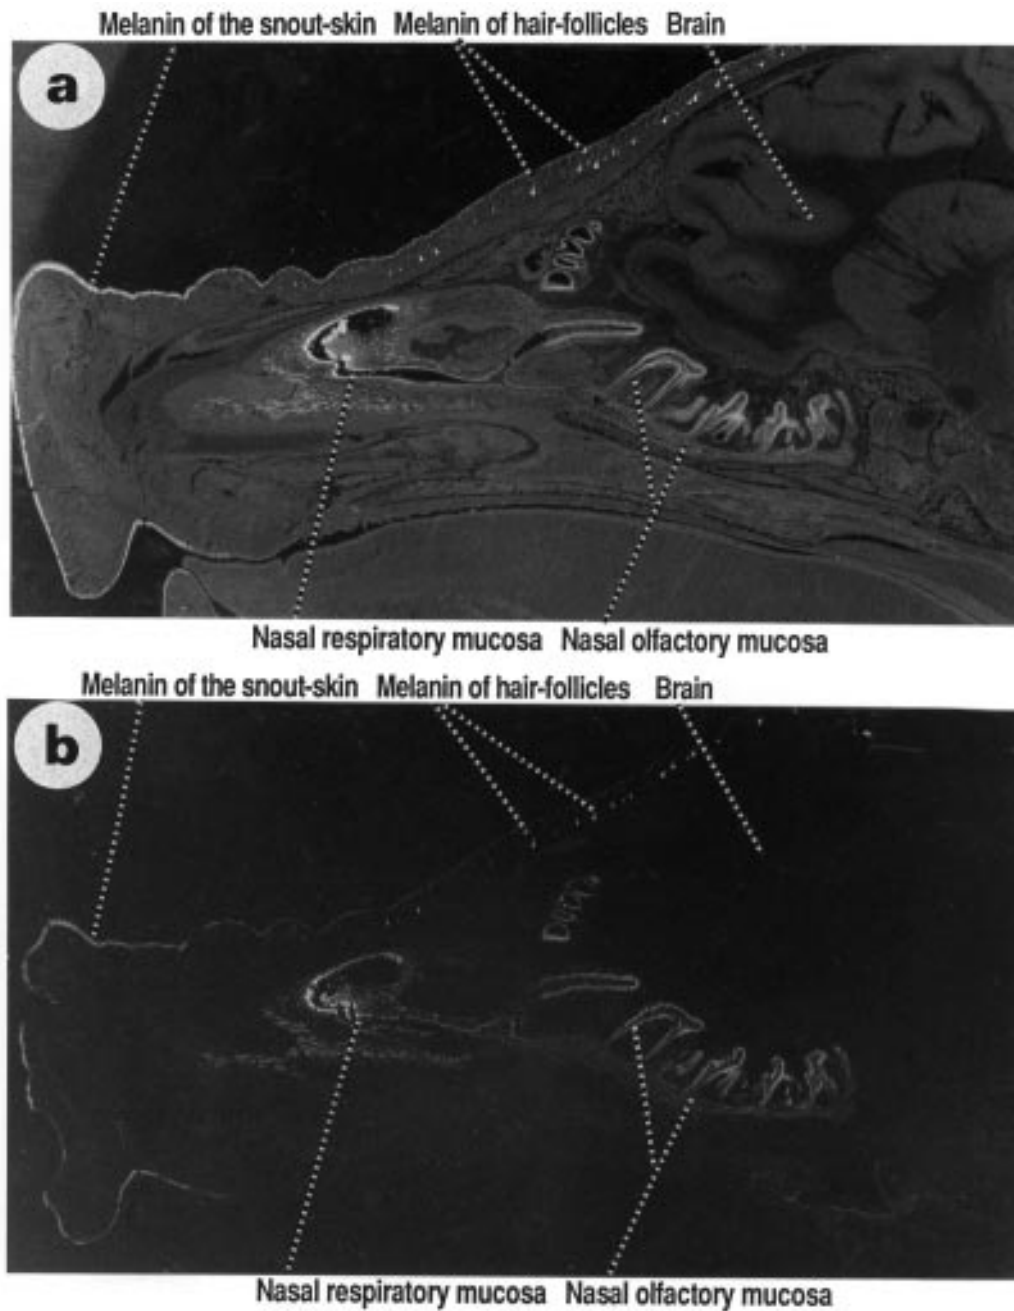 Melanin of the snout-skin Melanin of hair-follicles Brain
a
Nasal respiratory mucosa Nasal olfactory mucosa
Melanin of the snout-skin Melanin of hair-follicles Brain
b
Nasal respiratory mucosa Nasal olfactory mucosa